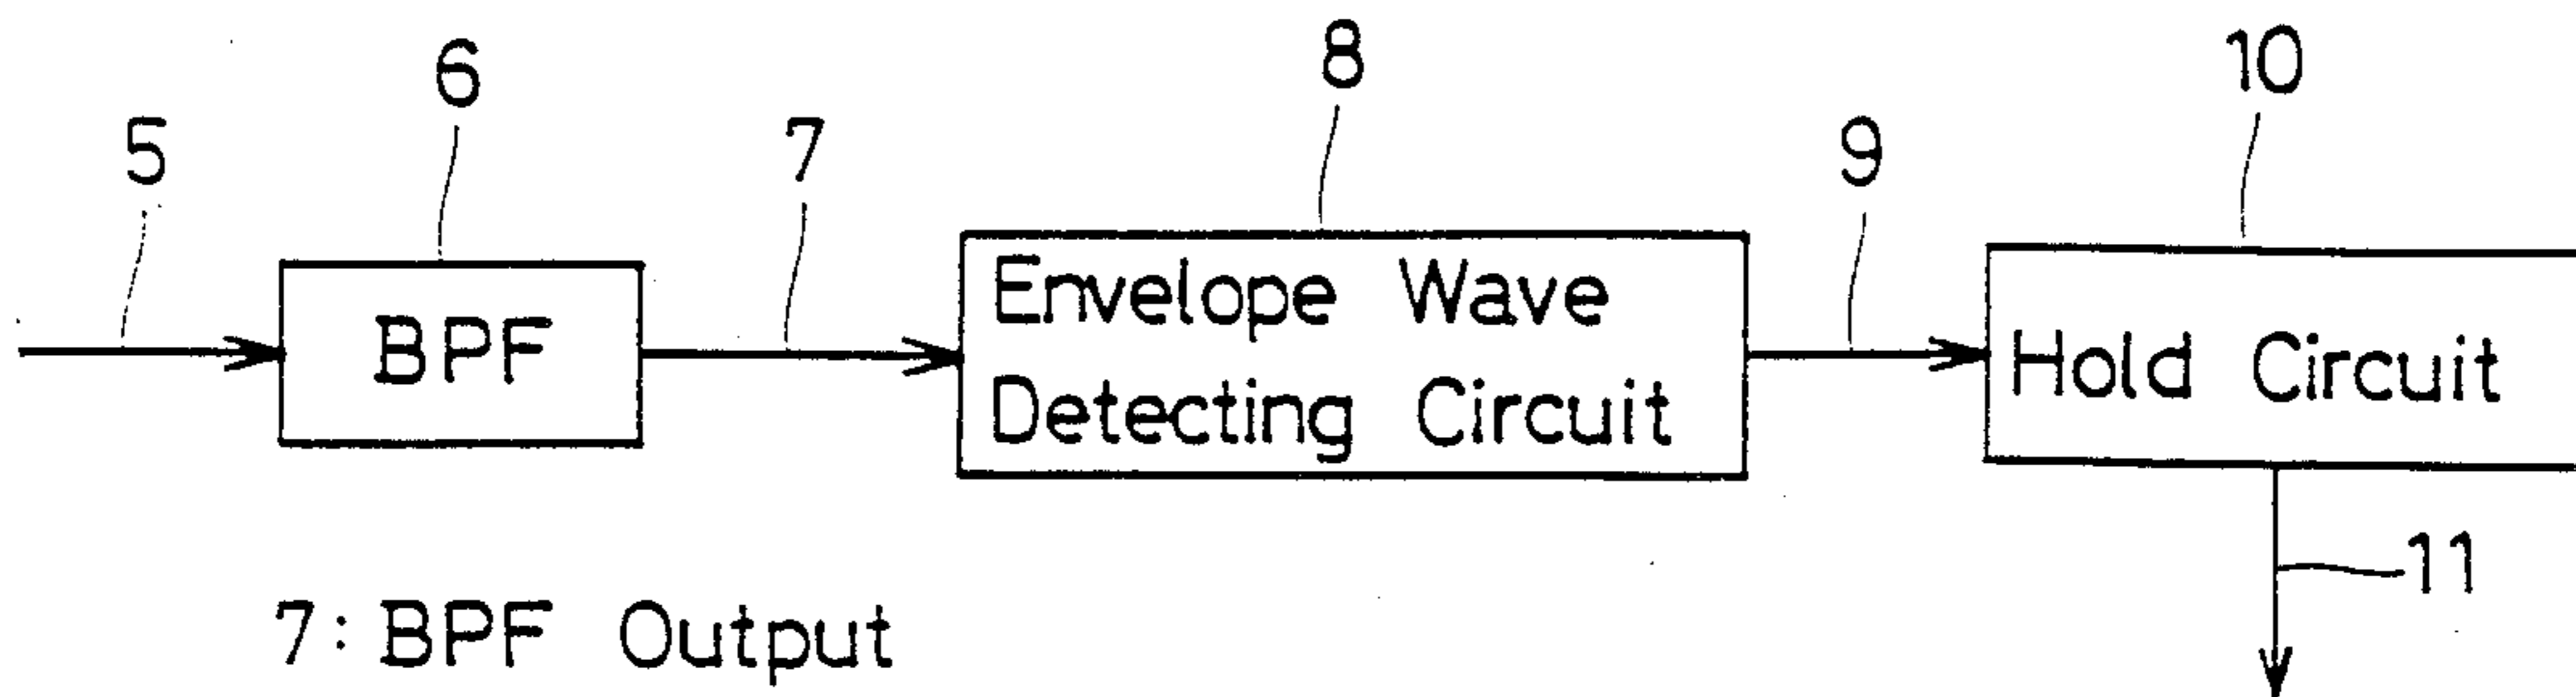 5
6
7
8
9
10
BPF
Envelope Wave
Detecting Circuit
Hold Circuit
11
7: BPF Output